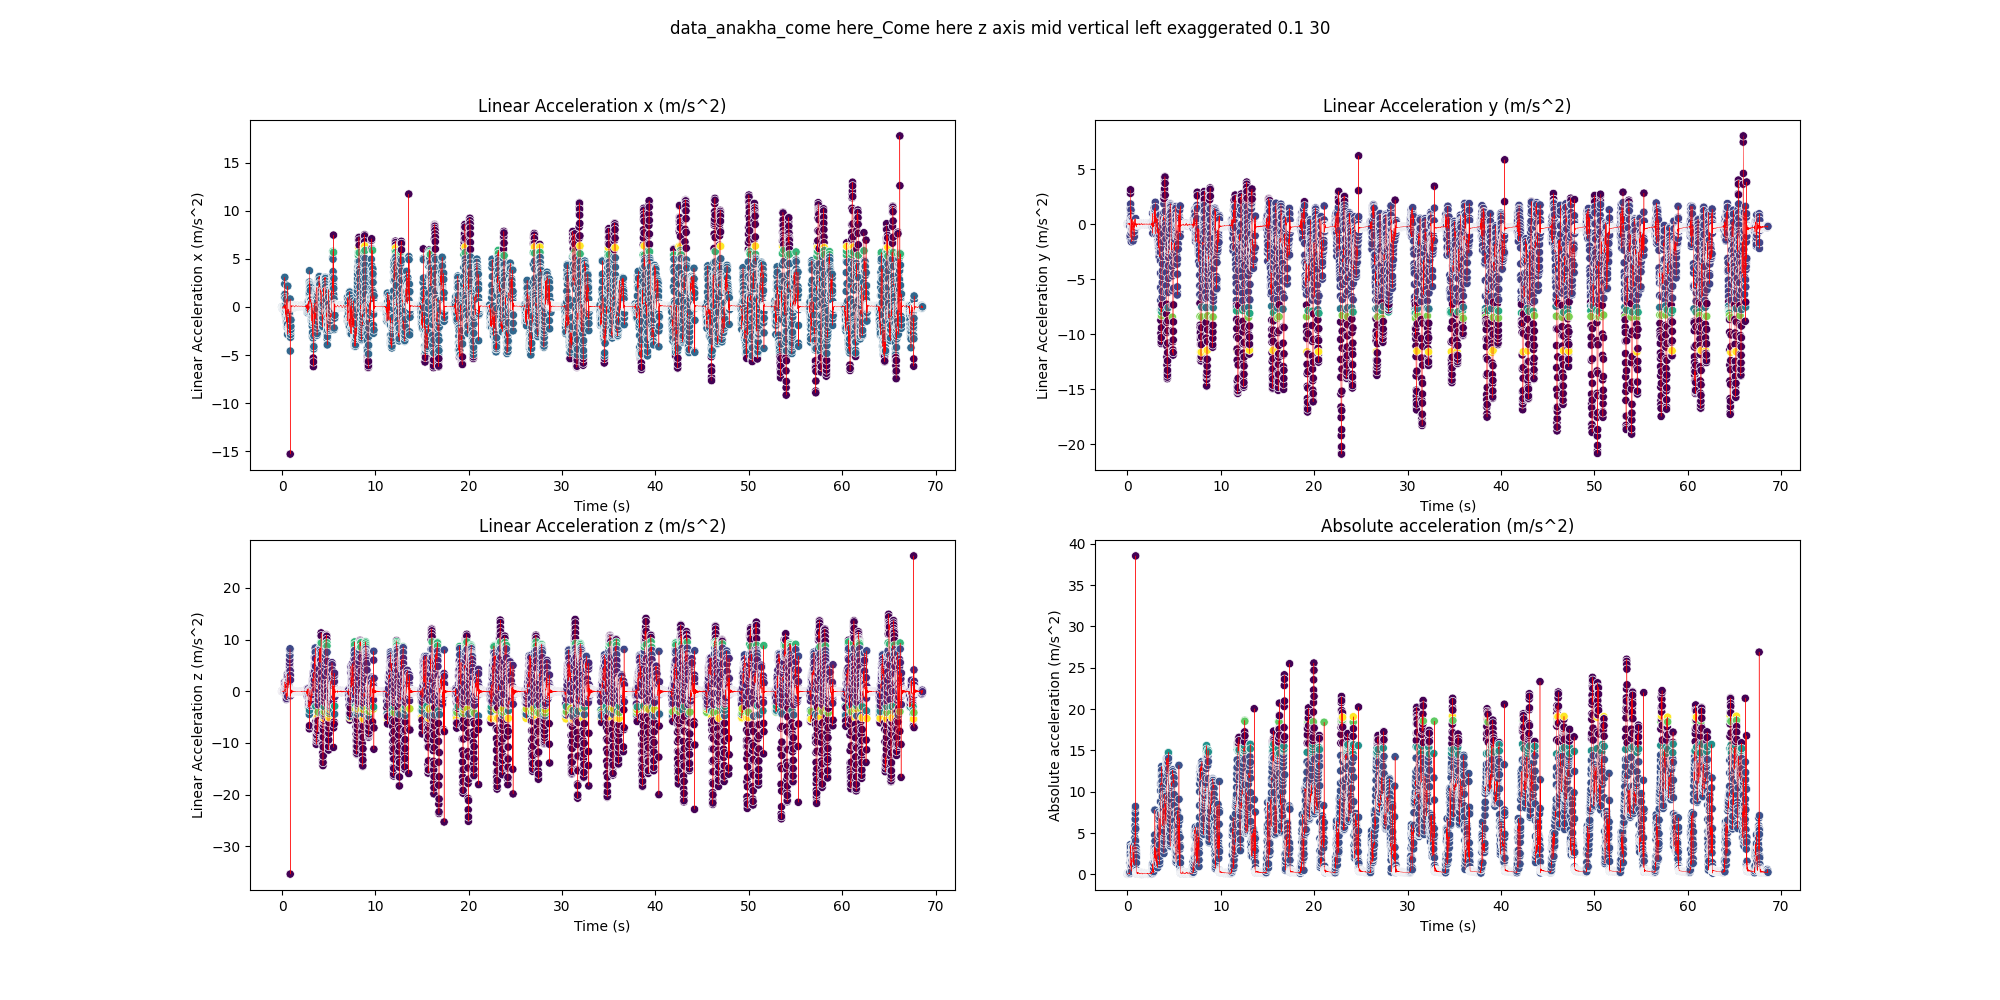 data_anakha_come here_Come here z axis mid vertical left exaggerated 0.1 30
Linear Acceleration x (m/s^2)
Linear Acceleration x (m/s^2)
15
10
5
0
−5
−10
−15
0 10 20 30 40 50 60 70
Time (s)
Linear Acceleration y (m/s^2)
Linear Acceleration y (m/s^2)
5
0
−5
−10
−15
−20
0 10 20 30 40 50 60 70
Time (s)
Linear Acceleration z (m/s^2)
Linear Acceleration z (m/s^2)
20
10
0
−10
−20
−30
0 10 20 30 40 50 60 70
Time (s)
Absolute acceleration (m/s^2)
Absolute acceleration (m/s^2)
40
35
30
25
20
15
10
5
0
0 10 20 30 40 50 60 70
Time (s)